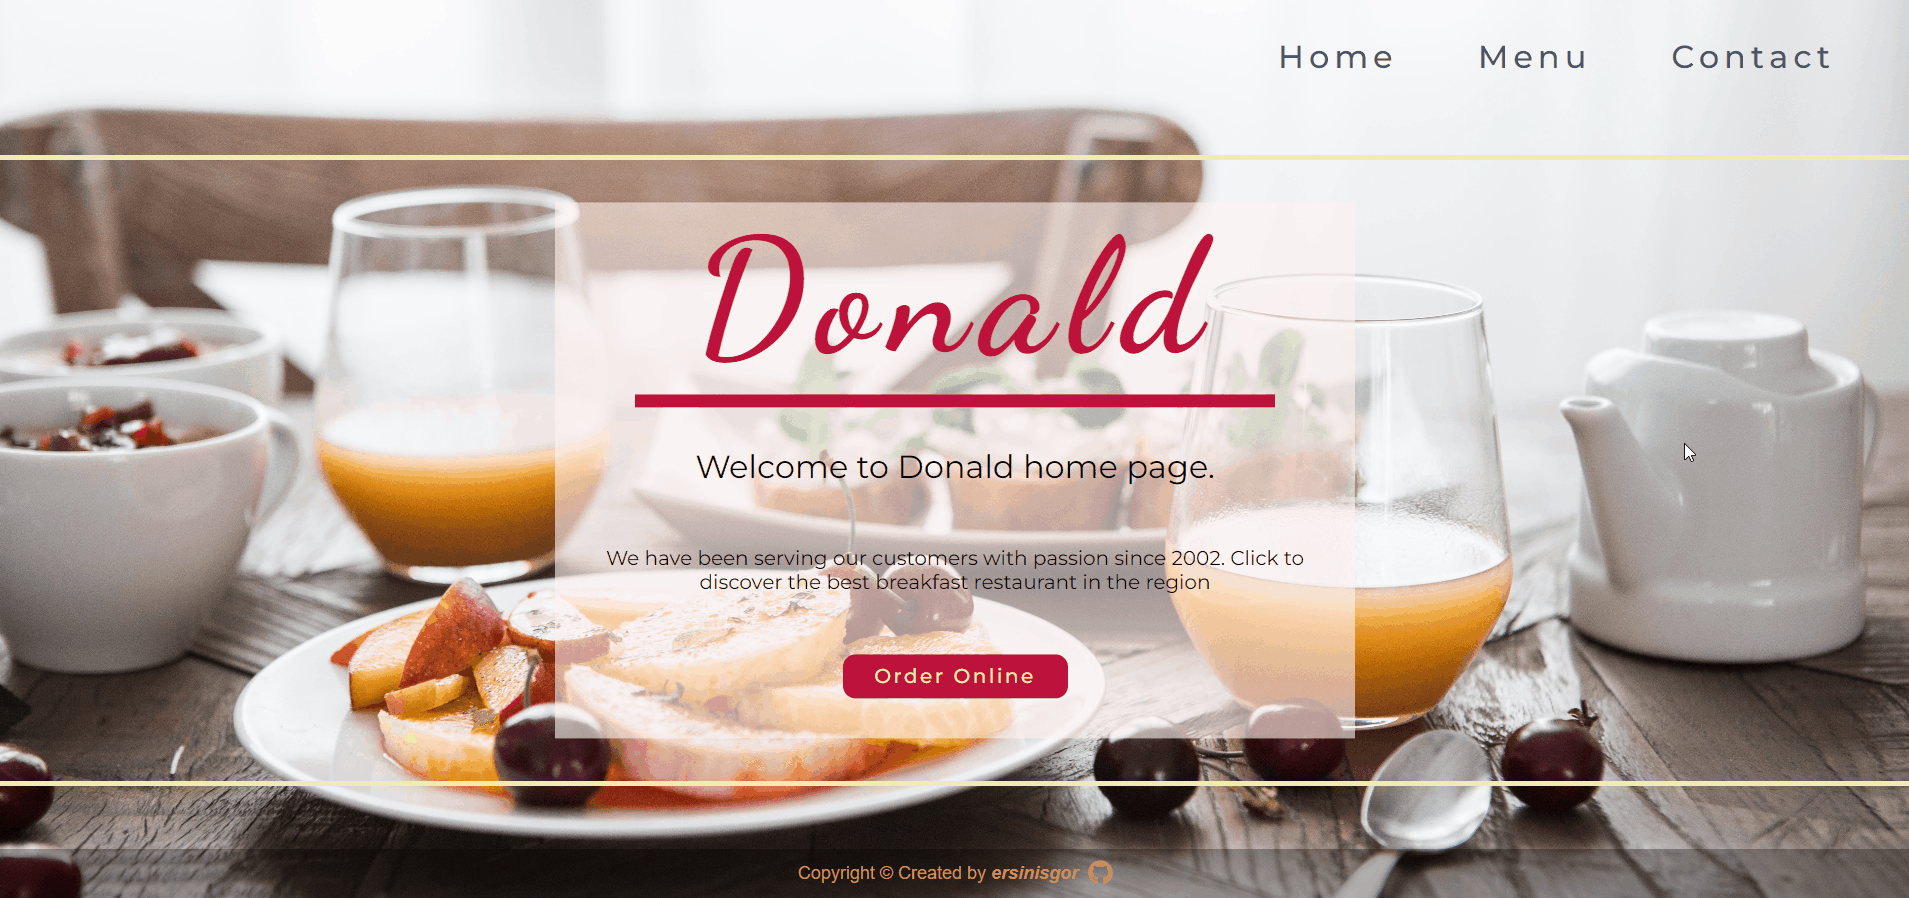 Home Menu Contact
Donald
Welcome to Donald home page.
We have been serving our customers with passion since 2002. Click to
discover the best breakfast restaurant in the region
Order Online
Copyright © Created by ersinisgor